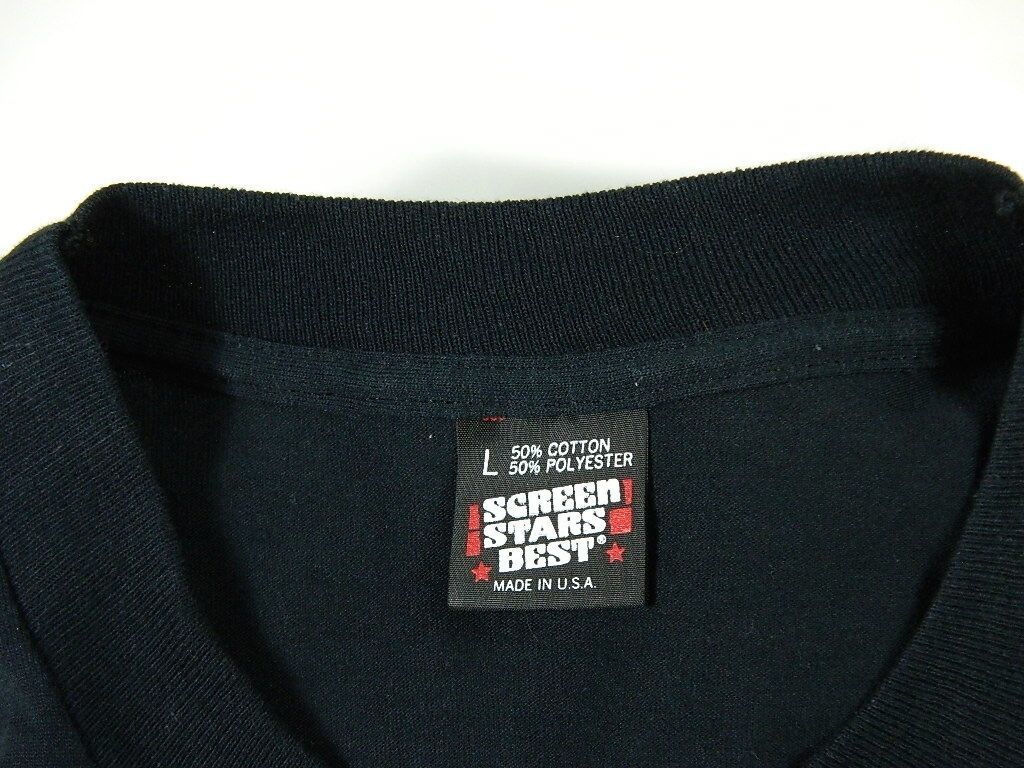 L 50% COTTON
50% POLYESTER
SCREEN
STARS
BEST®
MADE IN U.S.A.